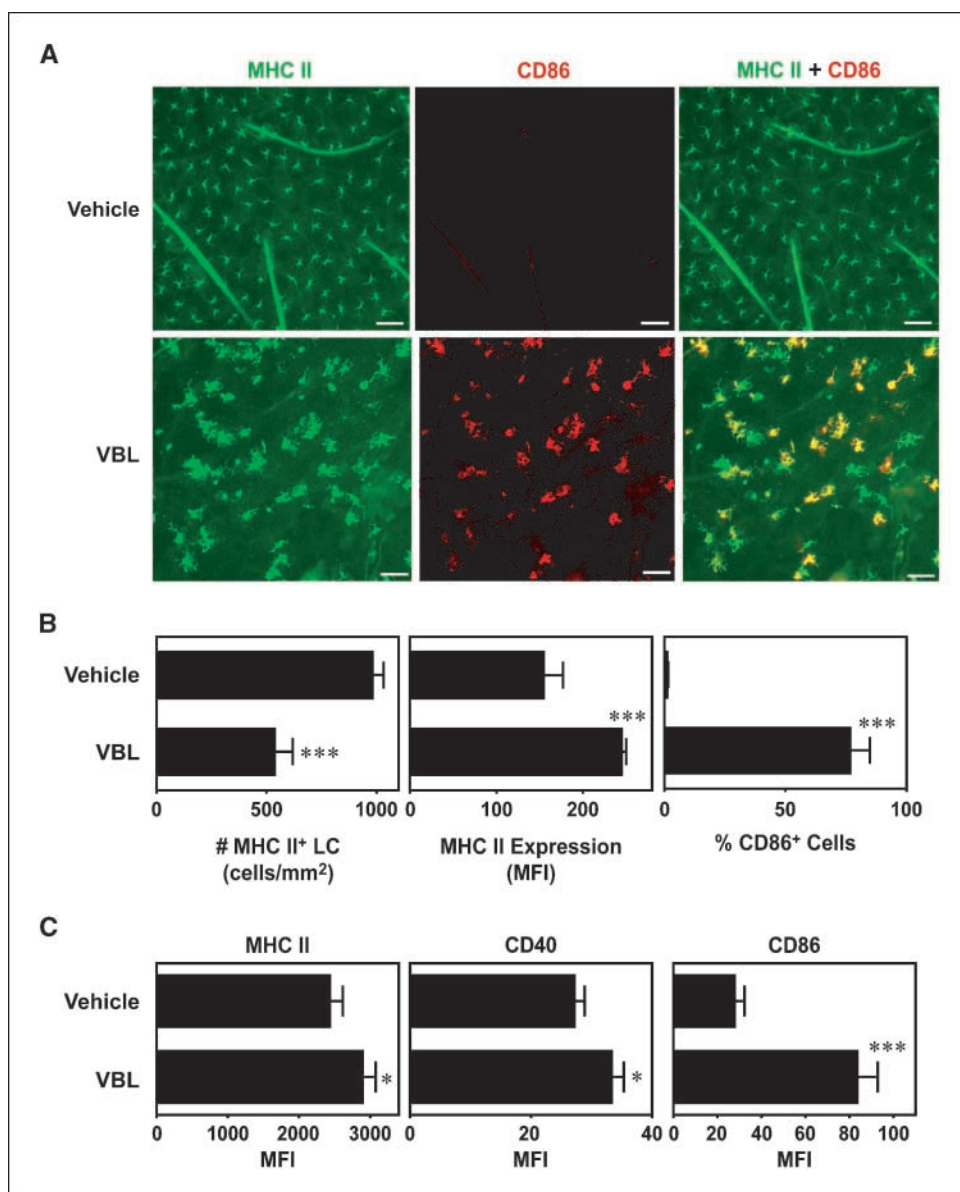 A
MHC II CD86 MHC II + CD86
Vehicle
VBL
B
Vehicle
VBL
***
***
***
0 500 1000 0 100 200 0 50 100
# MHC II⁺ LC
(cells/mm²)
MHC II Expression
(MFI)
% CD86⁺ Cells
C
MHC II CD40 CD86
Vehicle
VBL
*
*
***
0 1000 2000 3000 0 20 40 0 20 40 60 80 100
MFI MFI MFI